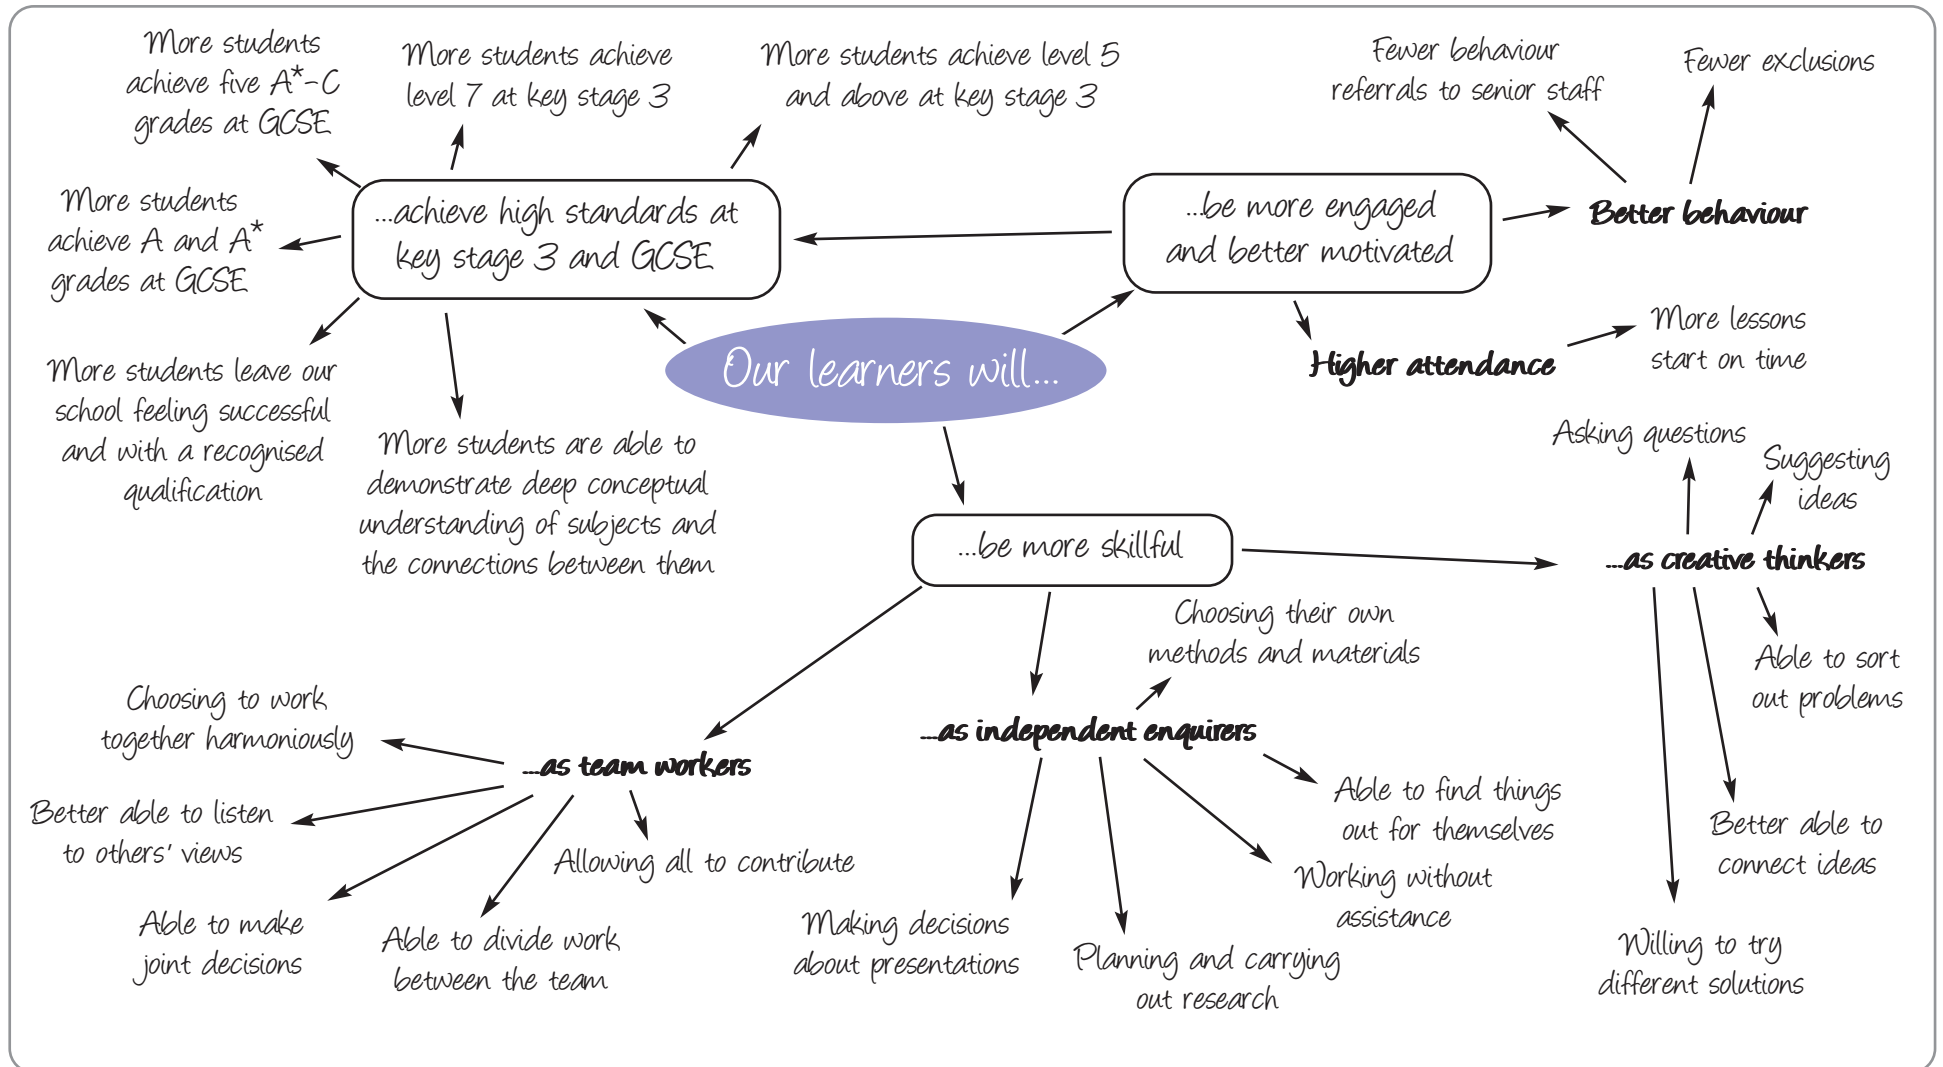 More students
achieve five A*-C
grades at GCSE
More students achieve
level 7 at key stage 3
More students achieve level 5
and above at key stage 3
Fewer behaviour
referrals to senior staff
Fewer exclusions
More students
achieve A and A*
grades at GCSE
...achieve high standards at
key stage 3 and GCSE
...be more engaged
and better motivated
Better behaviour
More students leave our
school feeling successful
and with a recognised
qualification
Our learners will...
Higher attendance
More lessons
start on time
More students are able to
demonstrate deep conceptual
understanding of subjects and
the connections between them
...be more skillful
Asking questions
Suggesting
ideas
...as creative thinkers
Able to sort
out problems
Better able to
connect ideas
Willing to try
different solutions
Choosing their own
methods and materials
...as independent enquirers
Able to find things
out for themselves
Working without
assistance
Planning and carrying
out research
Making decisions
about presentations
Choosing to work
together harmoniously
...as team workers
Better able to listen
to others' views
Allowing all to contribute
Able to make
joint decisions
Able to divide work
between the team